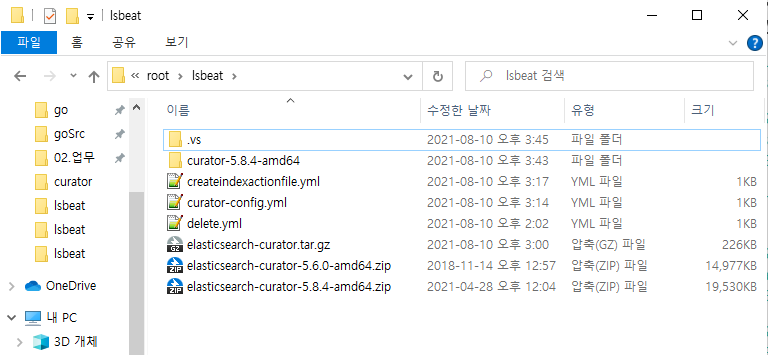 lsbeat
파일 홈 공유 보기
« root › lsbeat › lsbeat 검색
이름 수정한 날짜 유형 크기
go
goSrc
02.업무
curator
lsbeat
lsbeat
lsbeat
OneDrive
내 PC
3D 개체
.vs 2021-08-10 오후 3:45 파일 폴더
curator-5.8.4-amd64 2021-08-10 오후 3:43 파일 폴더
createindexactionfile.yml 2021-08-10 오후 3:17 YML 파일 1KB
curator-config.yml 2021-08-10 오후 3:14 YML 파일 1KB
delete.yml 2021-08-10 오후 2:02 YML 파일 1KB
elasticsearch-curator.tar.gz 2021-08-10 오후 3:00 압축(GZ) 파일 226KB
elasticsearch-curator-5.6.0-amd64.zip 2018-11-14 오후 12:57 압축(ZIP) 파일 14,977KB
elasticsearch-curator-5.8.4-amd64.zip 2021-04-28 오후 12:04 압축(ZIP) 파일 19,530KB